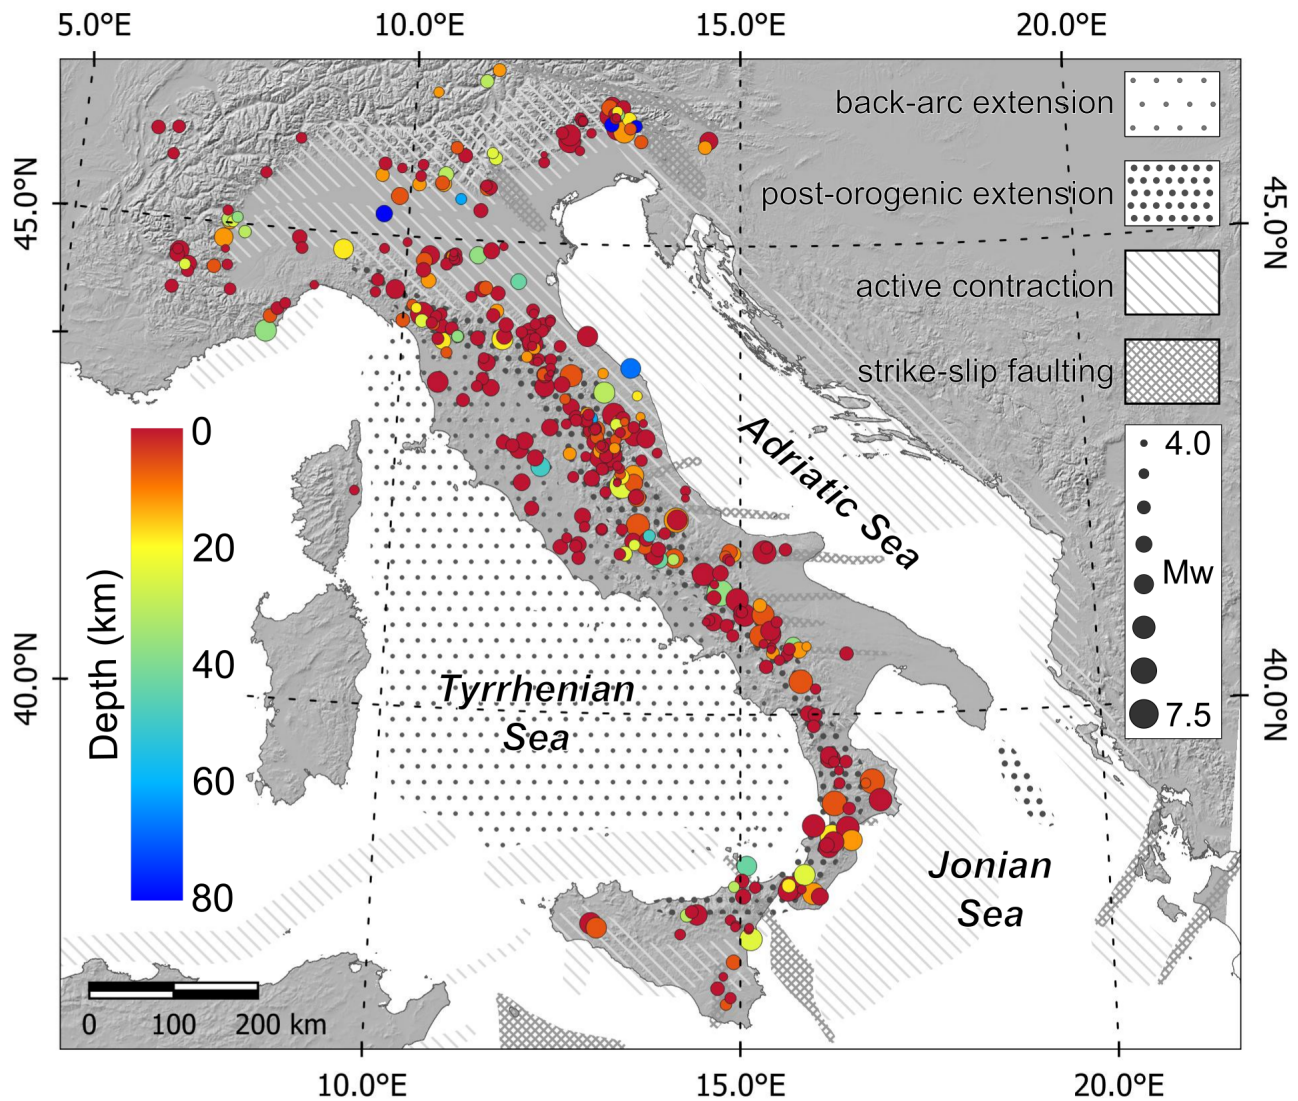 5.0°E 10.0°E 15.0°E 20.0°E
back-arc extension
post-orogenic extension
active contraction
strike-slip faulting
45.0°N
45.0°N
4.0
Mw
7.5
Adriatic Sea
Depth (km)
0
20
40
60
80
40.0°N
40.0°N
Tyrrhenian
Sea
Jonian
Sea
0 100 200 km
10.0°E 15.0°E 20.0°E